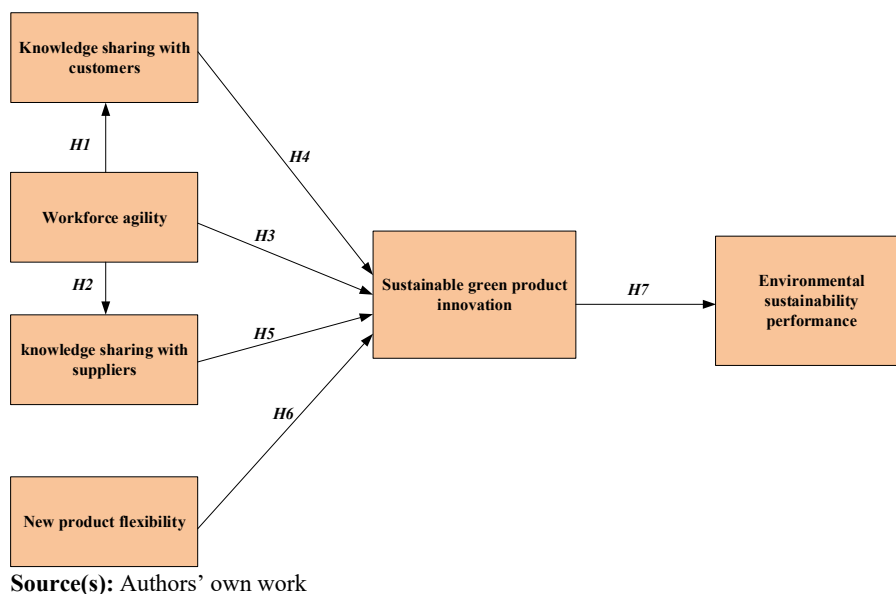 Knowledge sharing with
customers
H1
H4
Workforce agility
H3
H2
Sustainable green product
innovation
H7
Environmental
sustainability
performance
knowledge sharing with
suppliers
H5
H6
New product flexibility
Source(s): Authors' own work